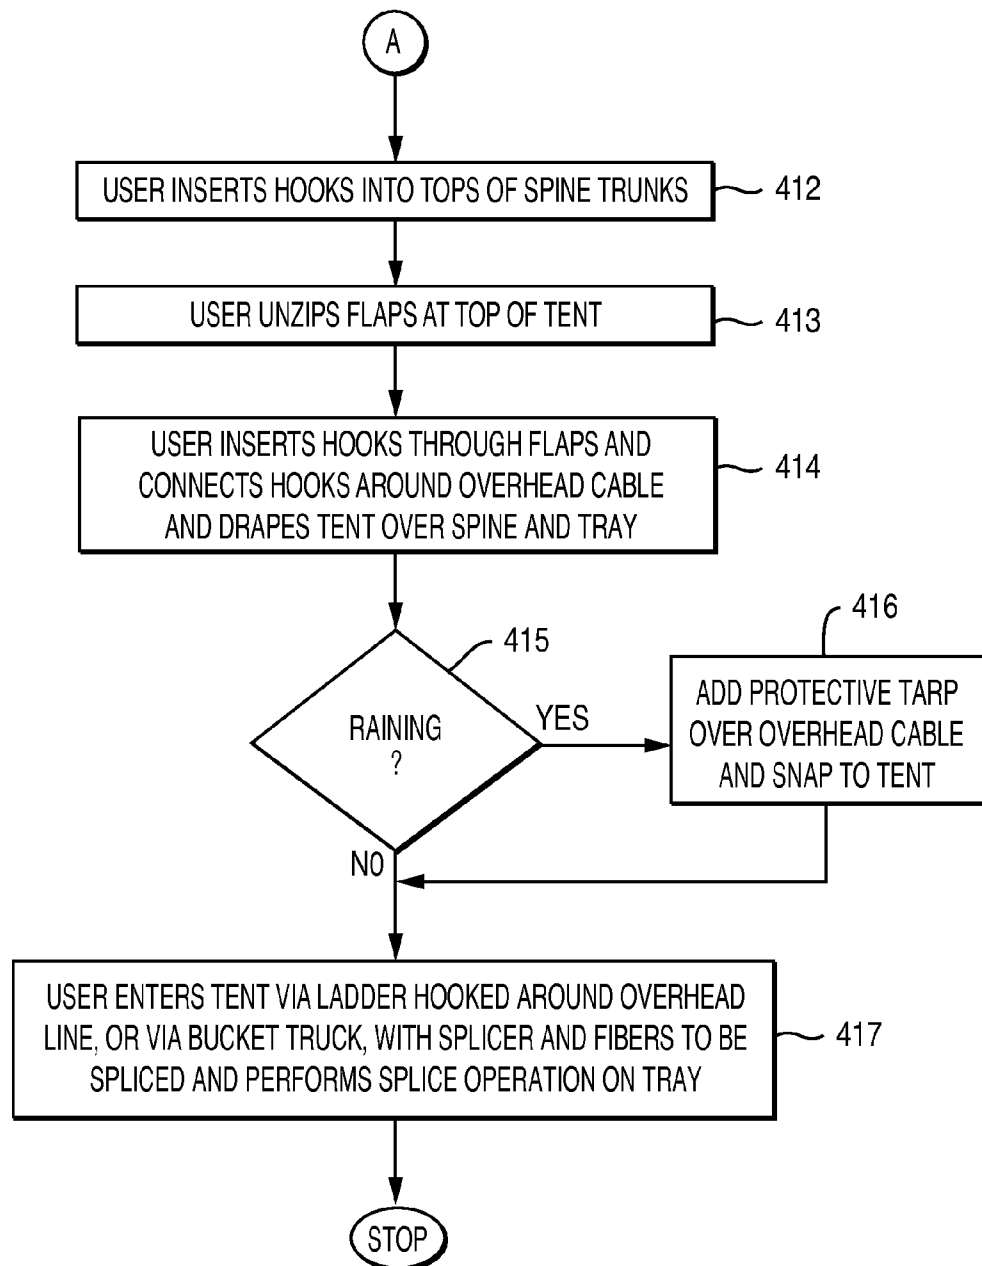 A
USER INSERTS HOOKS INTO TOPS OF SPINE TRUNKS
412
USER UNZIPS FLAPS AT TOP OF TENT
413
USER INSERTS HOOKS THROUGH FLAPS AND
CONNECTS HOOKS AROUND OVERHEAD CABLE
AND DRAPES TENT OVER SPINE AND TRAY
414
415
RAINING
?
YES
NO
416
ADD PROTECTIVE TARP
OVER OVERHEAD CABLE
AND SNAP TO TENT
USER ENTERS TENT VIA LADDER HOOKED AROUND OVERHEAD
LINE, OR VIA BUCKET TRUCK, WITH SPLICER AND FIBERS TO BE
SPLICED AND PERFORMS SPLICE OPERATION ON TRAY
417
STOP